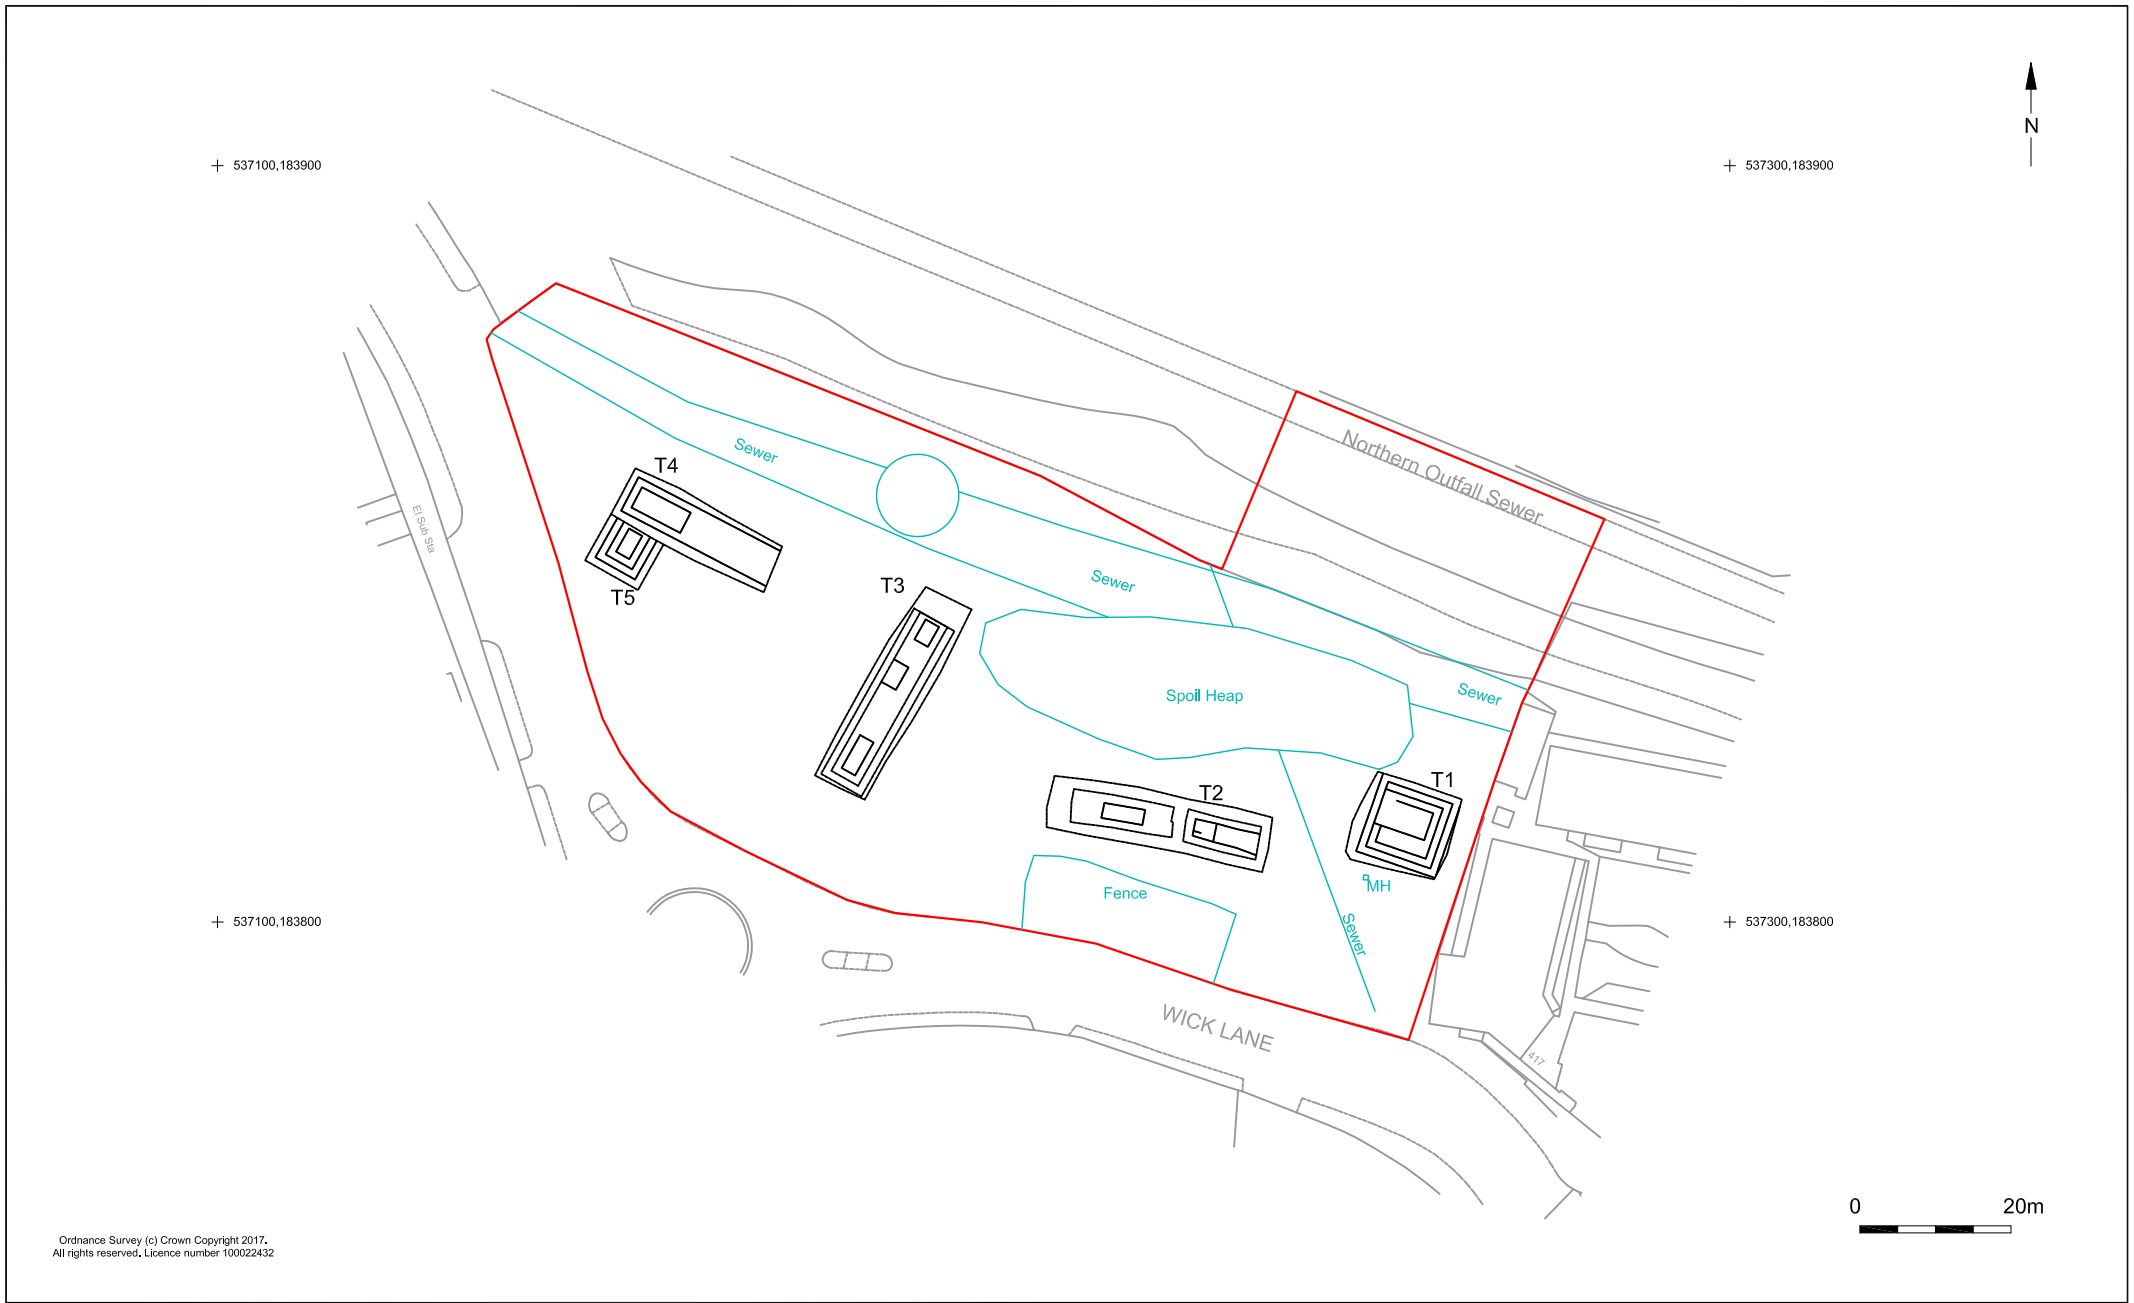 N
537100,183900
537300,183900
Northern Outfall Sewer
Sewer
T4
El Sub Sta
T5
T3
Sewer
Spoil Heap
Sewer
T1
T2
MH
Fence
Sewer
537100,183800
537300,183800
WICK LANE
417
0 20m
Ordnance Survey (c) Crown Copyright 2017.
All rights reserved. Licence number 100022432